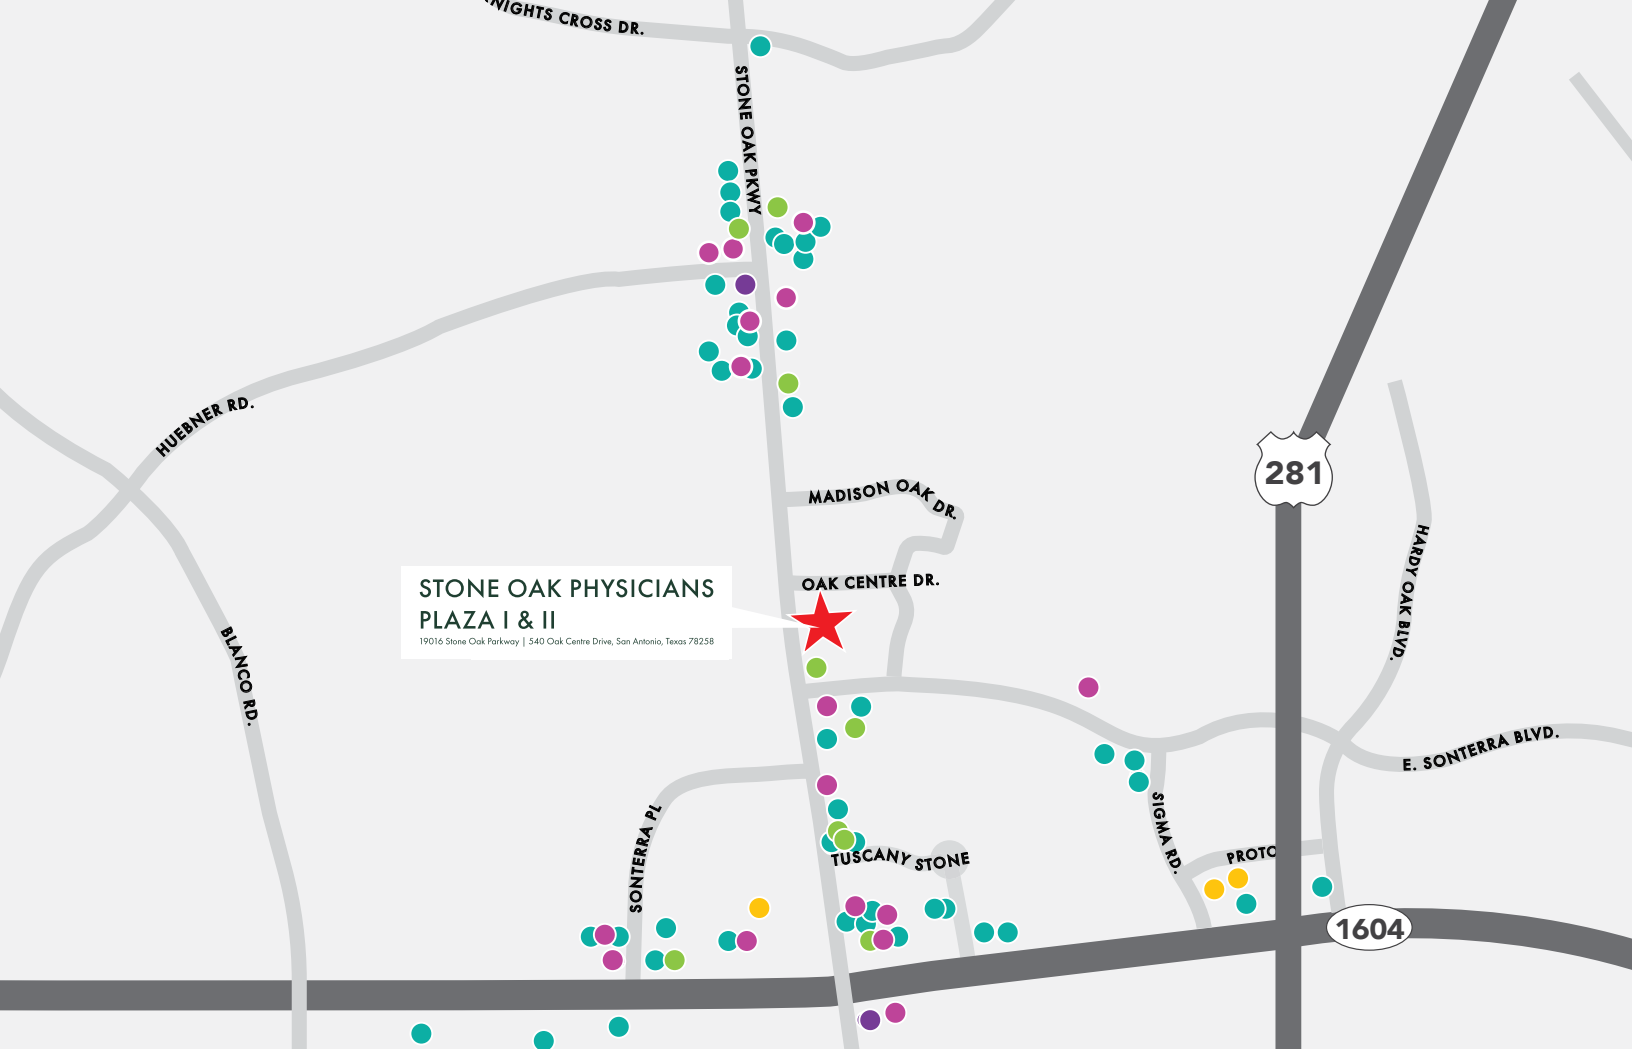 KNIGHTS CROSS DR.
STONE OAK PKWY
HUEBNER RD.
281
MADISON OAK DR.
OAK CENTRE DR.
HARDY OAK BLVD.
STONE OAK PHYSICIANS
PLAZA I & II
19016 Stone Oak Parkway | 540 Oak Centre Drive, San Antonio, Texas 78258
BLANCO RD.
E. SONTERRA BLVD.
SIGMA RD.
SONTERRA PL
TUSCANY STONE
PROTO
1604